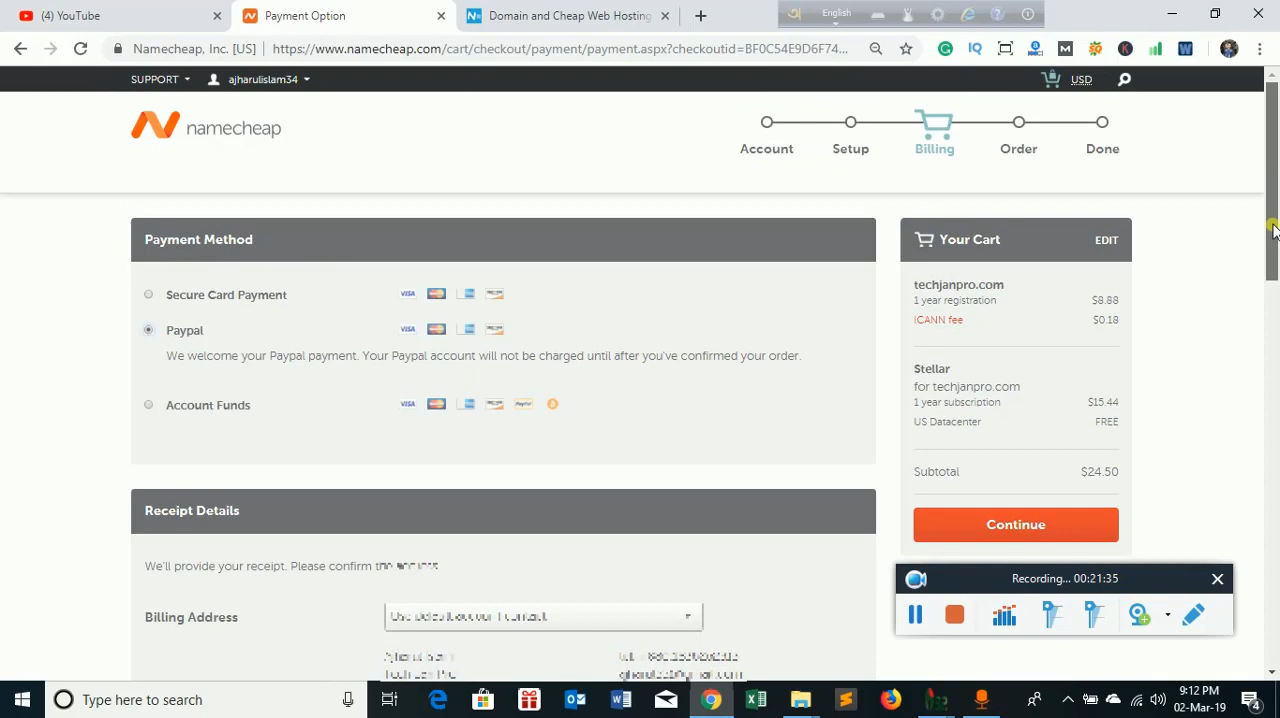 (4) YouTube
Payment Option
Domain and Cheap Web Hosting
English
Namecheap, Inc. [US]
https://www.namecheap.com/cart/checkout/payment/payment.aspx?checkoutid=BF0C54E9D6F74...
SUPPORT
ajharulislam34
USD
namecheap
Account
Setup
Billing
Order
Done
Payment Method
Secure Card Payment
VISA
Paypal
VISA
We welcome your Paypal payment. Your Paypal account will not be charged until after you've confirmed your order.
Account Funds
VISA
PayPal
Your Cart
EDIT
techjanpro.com
1 year registration $8.88
ICANN fee $0.18
Stellar
for techjanpro.com
1 year subscription $15.44
US Datacenter FREE
Subtotal $24.50
Continue
Receipt Details
We'll provide your receipt. Please confirm
Billing Address
Recording... 00:21:35
Type here to search
9:12 PM
02-Mar-19
4